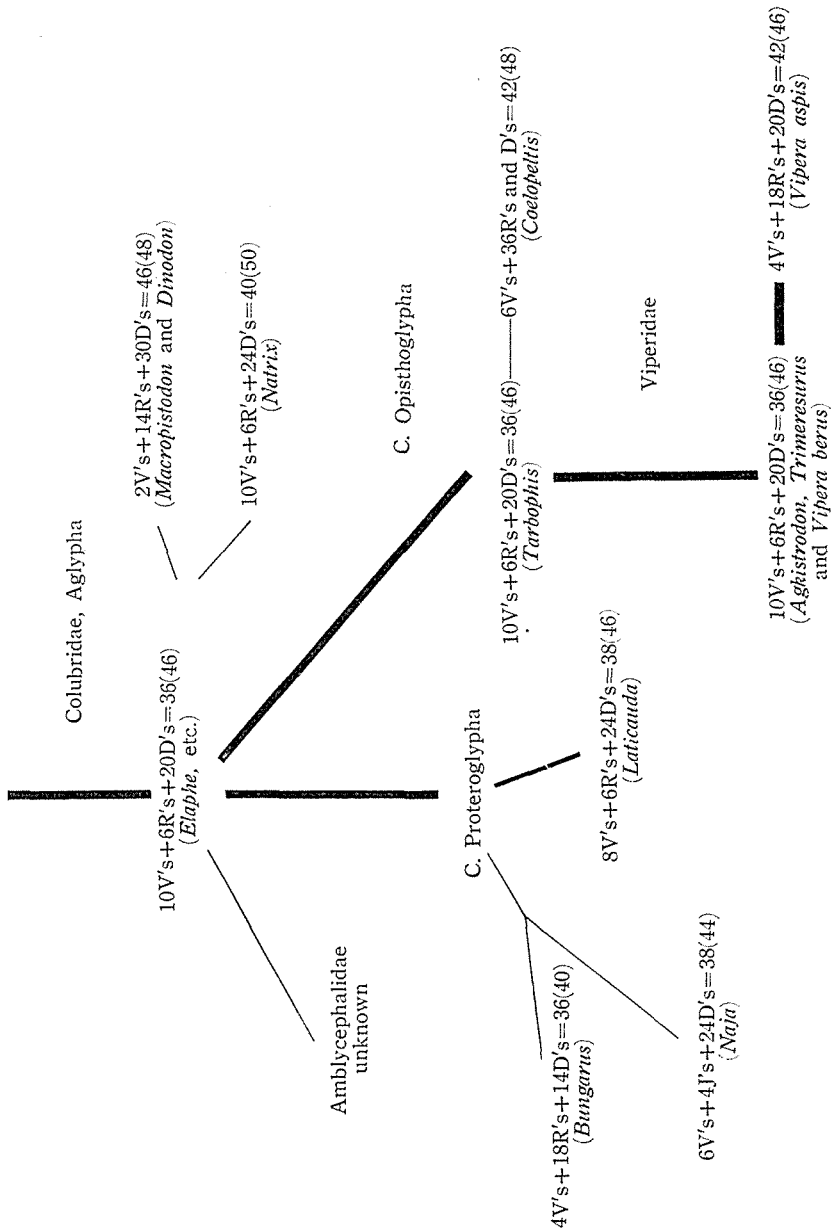 Colubridae, Aglypha
10V's+6R's+20D's=36(46)
(Elaphe, etc.)
2V's+14R's+30D's=46(48)
(Macropistodon and Dinodon)
10V's+6R's+24D's=40(50)
(Natrix)
Amblycephalidae
unknown
C. Proteroglypha
C. Opisthoglypha
4V's+18R's+14D's=36(40)
(Bungarus)
8V's+6R's+24D's=38(46)
(Laticauda)
10V's+6R's+20D's=36(46)
(Tarbophis)
6V's+36R's and D's=42(48)
(Coelopeltis)
6V's+4J's+24D's=38(44)
(Naja)
Viperidae
10V's+6R's+20D's=36(46)
(Agkistrodon, Trimeresurus
and Vipera berus)
4V's+18R's+20D's=42(46)
(Vipera aspis)